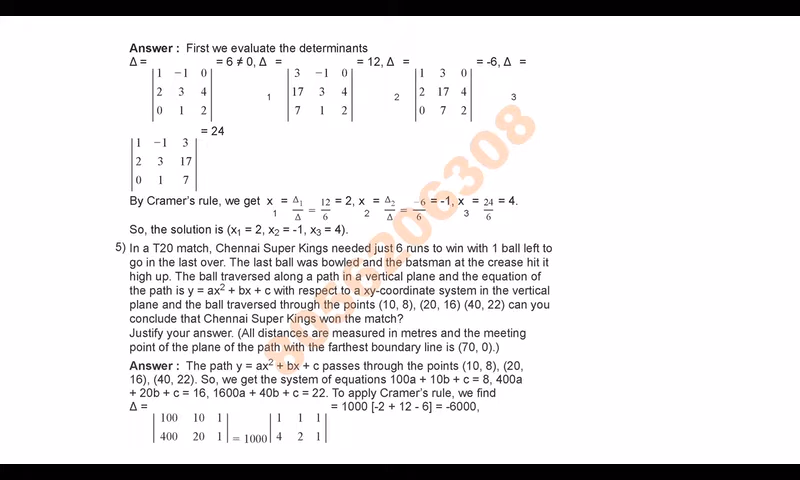 Answer : First we evaluate the determinants
Δ = |1 −1 0; 2 3 4; 0 1 2| = 6 ≠ 0, Δ₁ = |3 −1 0; 17 3 4; 7 1 2| = 12, Δ₂ = |1 3 0; 2 17 4; 0 7 2| = -6, Δ₃ =
|1 −1 3; 2 3 17; 0 1 7| = 24
By Cramer's rule, we get x₁ = Δ₁/Δ = 12/6 = 2, x₂ = Δ₂/Δ = −6/6 = -1, x₃ = 24/6 = 4.
So, the solution is (x₁ = 2, x₂ = -1, x₃ = 4).
5) In a T20 match, Chennai Super Kings needed just 6 runs to win with 1 ball left to
go in the last over. The last ball was bowled and the batsman at the crease hit it
high up. The ball traversed along a path in a vertical plane and the equation of
the path is y = ax² + bx + c with respect to a xy-coordinate system in the vertical
plane and the ball traversed through the points (10, 8), (20, 16) (40, 22) can you
conclude that Chennai Super Kings won the match?
Justify your answer. (All distances are measured in metres and the meeting
point of the plane of the path with the farthest boundary line is (70, 0).)
Answer : The path y = ax² + bx + c passes through the points (10, 8), (20,
16), (40, 22). So, we get the system of equations 100a + 10b + c = 8, 400a
+ 20b + c = 16, 1600a + 40b + c = 22. To apply Cramer's rule, we find
Δ = |100 10 1; 400 20 1| = 1000 |1 1 1; 4 2 1| = 1000 [-2 + 12 - 6] = -6000,
8056206308